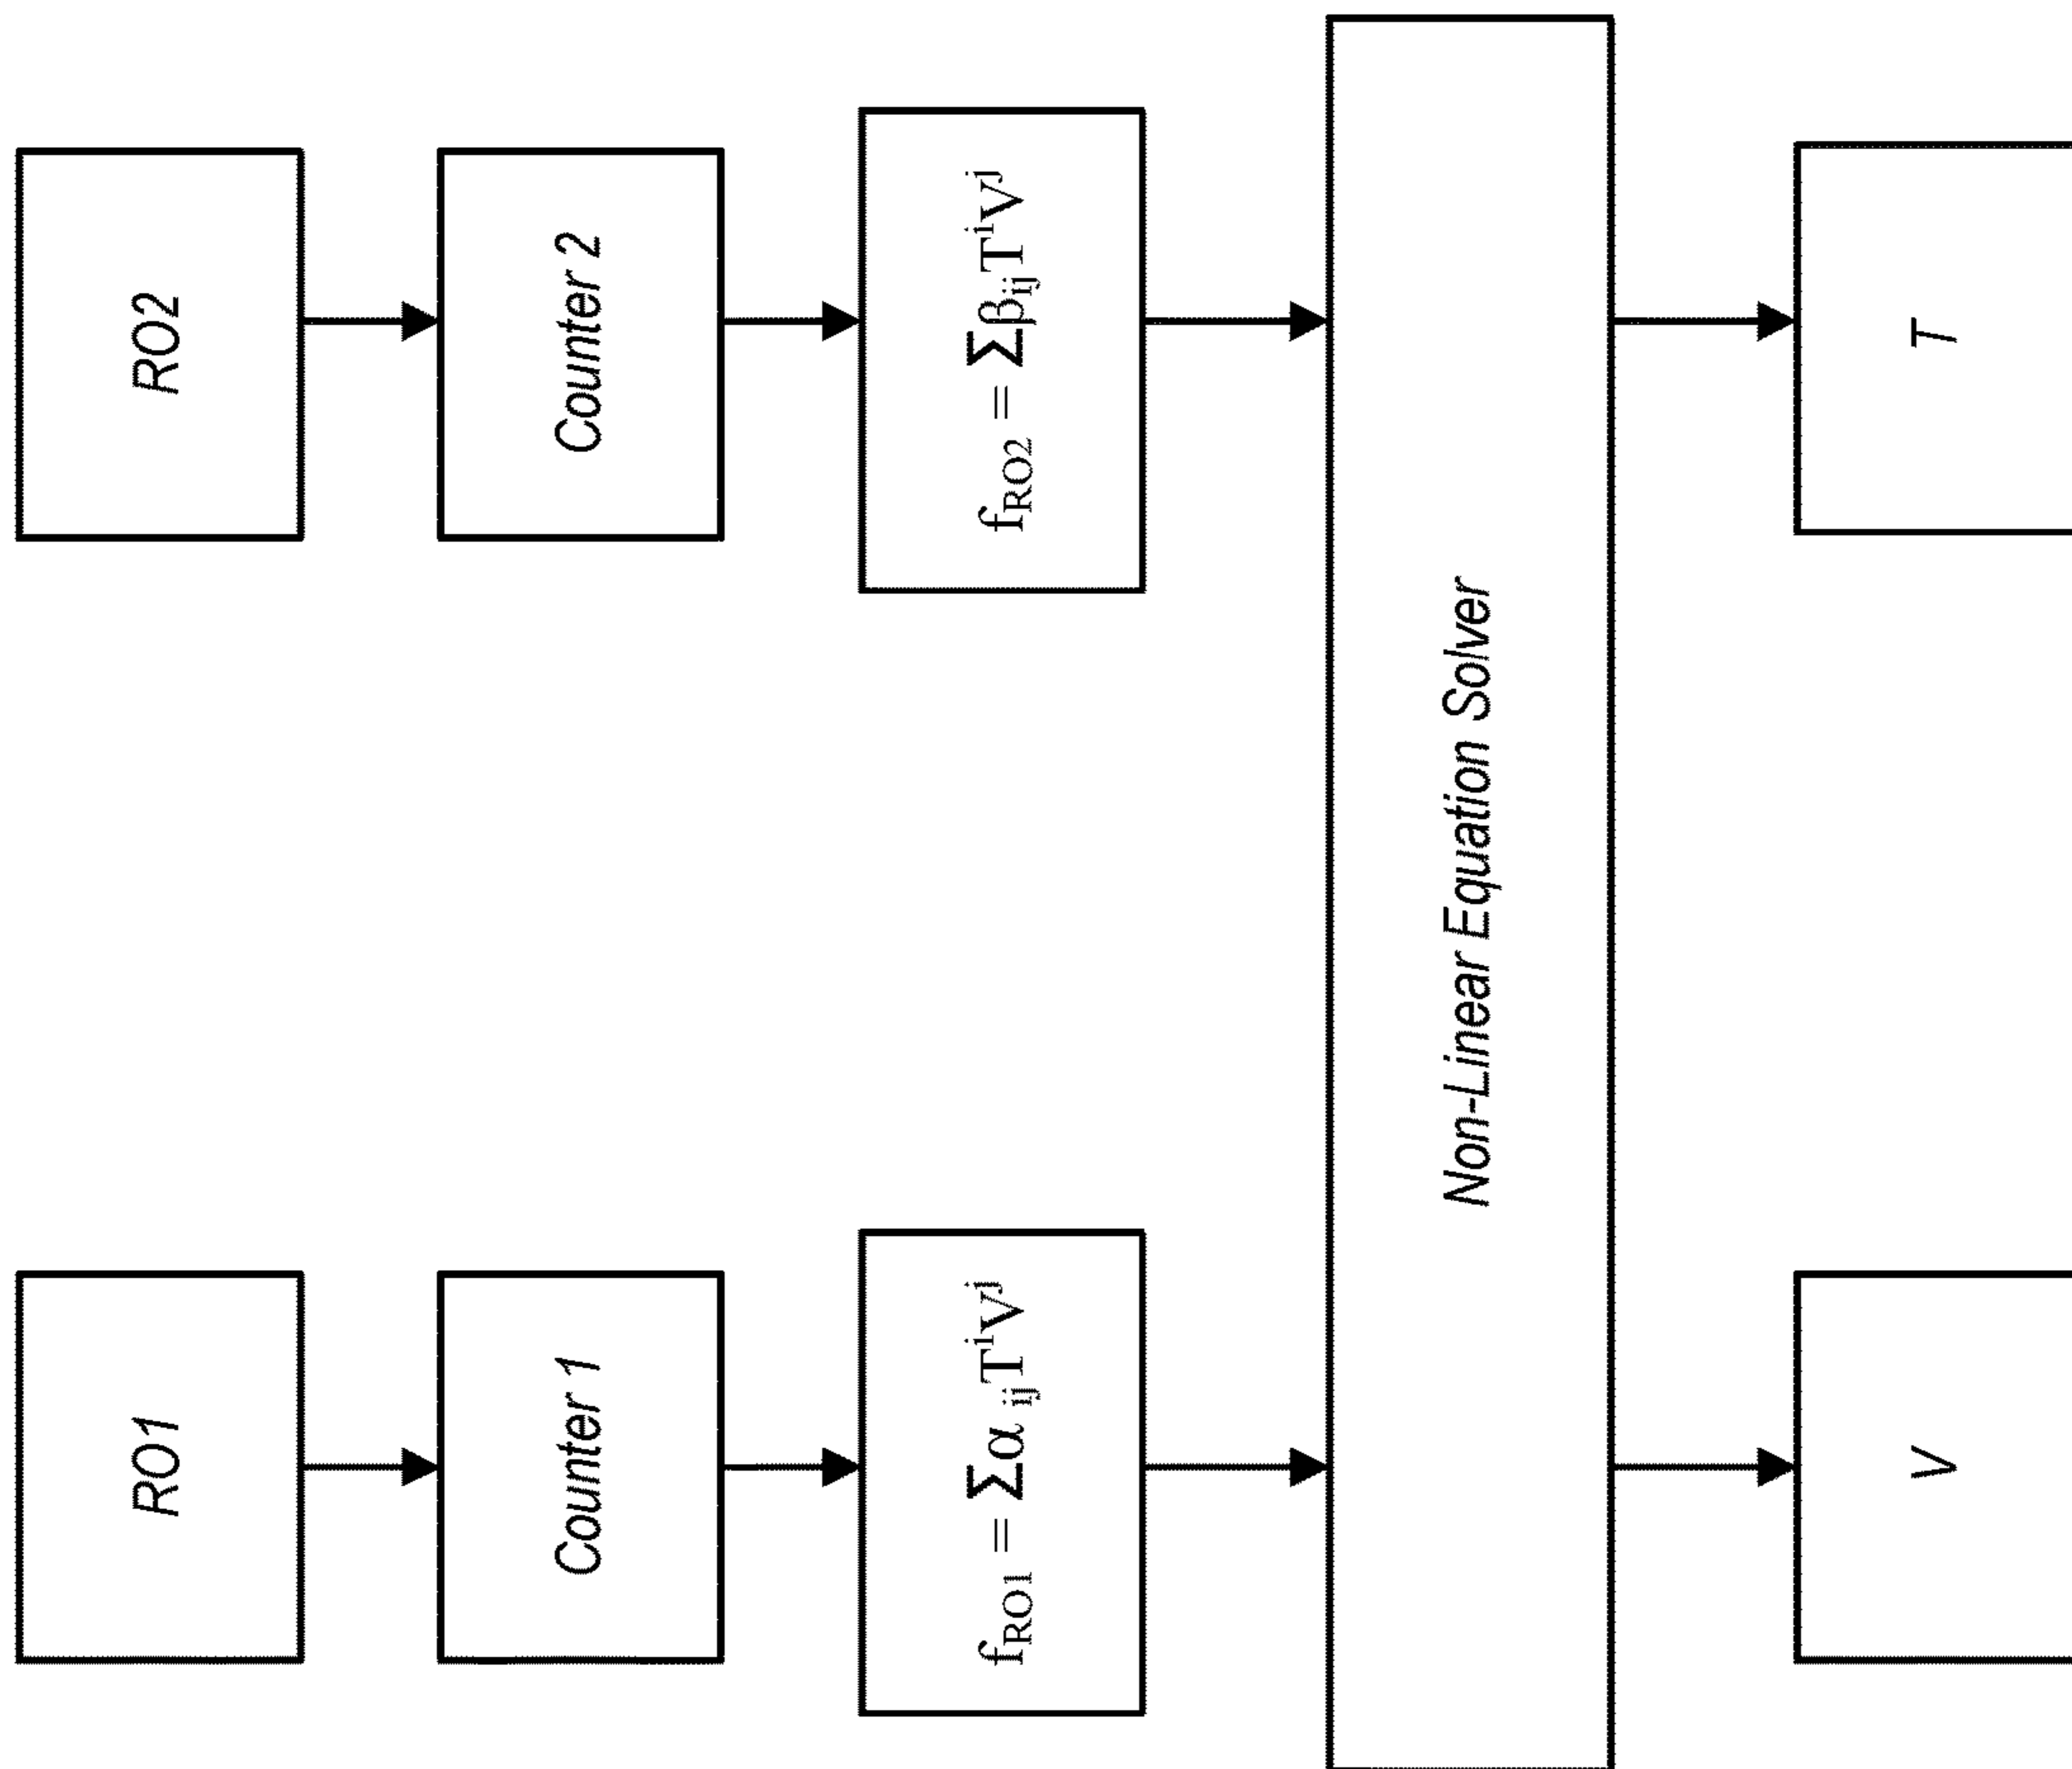 RO1
RO2
Counter 1
Counter 2
f_RO1 = Σα_ij T^i V^j
f_RO2 = Σβ_ij T^i V^j
Non-Linear Equation Solver
V
T